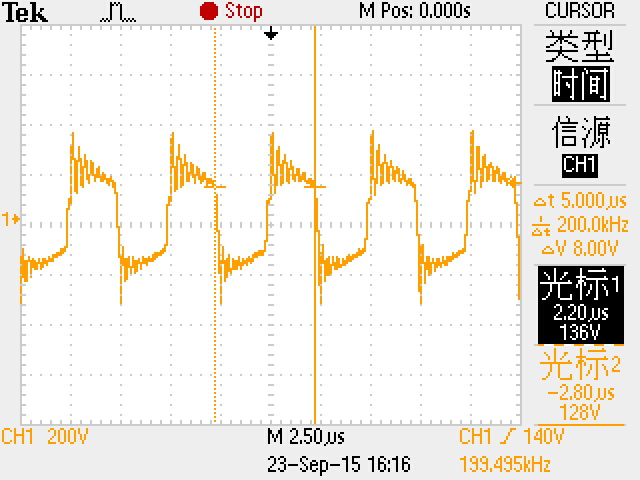 Tek Stop M Pos: 0.000s CURSOR
类型
时间
信源
CH1
△t 5.000µs
1/△t 200.0kHz
△V 8.00V
光标1
2.20µs
136V
光标2
-2.80µs
128V
1
CH1 200V M 2.50µs CH1 140V
23-Sep-15 16:16 199.495kHz